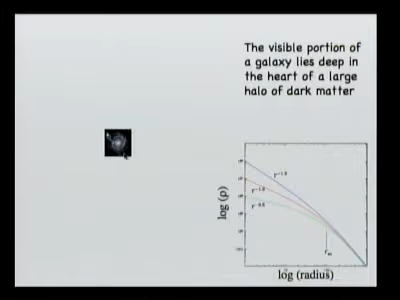 The visible portion of
a galaxy lies deep in
the heart of a large
halo of dark matter
log (ρ)
log (radius)